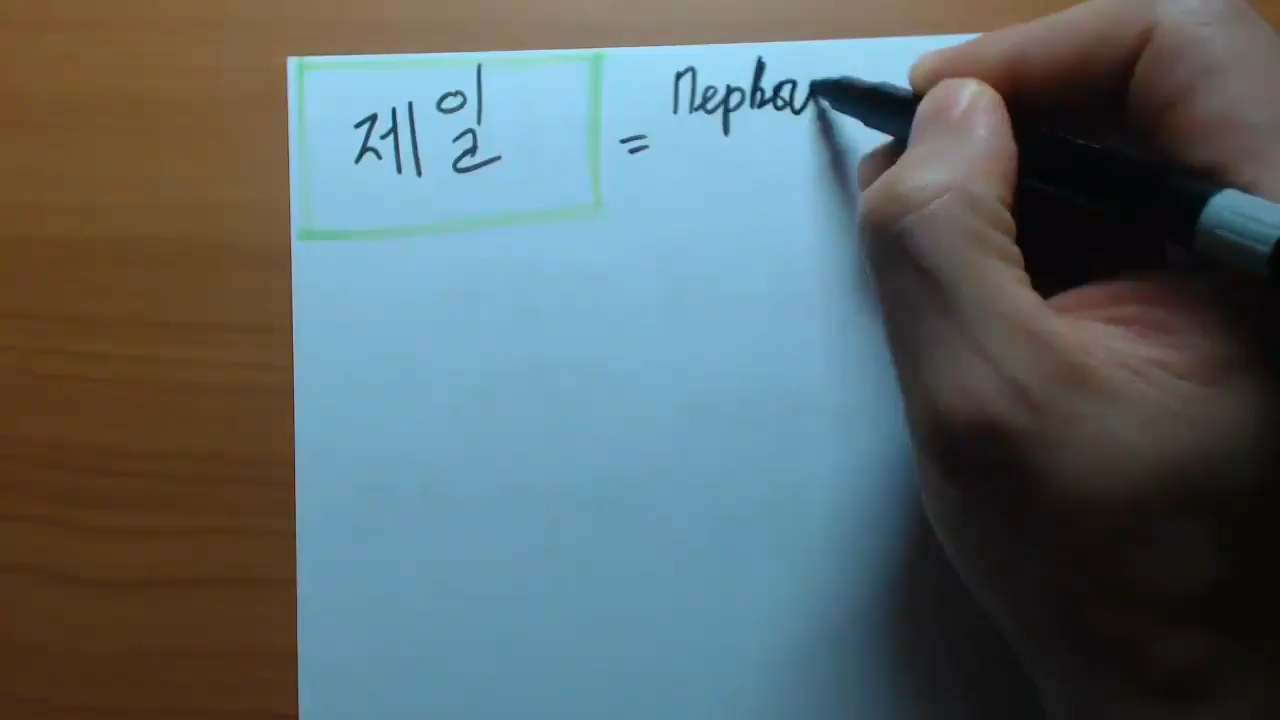 제일 = перва